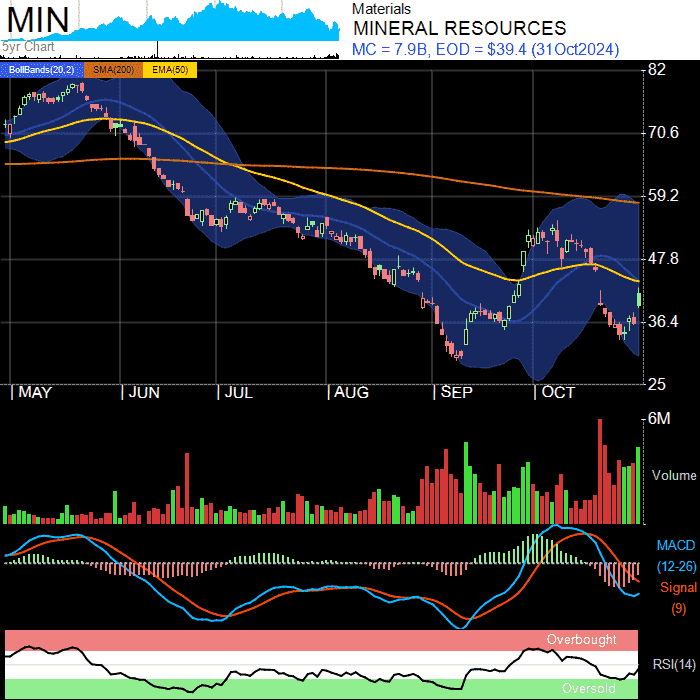 MIN
5yr Chart
Materials
MINERAL RESOURCES
MC = 7.9B, EOD = $39.4 (31Oct2024)
BollBands(20,2) SMA(200) EMA(50)
82
70.6
59.2
47.8
36.4
25
MAY JUN JUL AUG SEP OCT
6M
Volume
MACD
(12-26)
Signal
(9)
Overbought
RSI(14)
Oversold